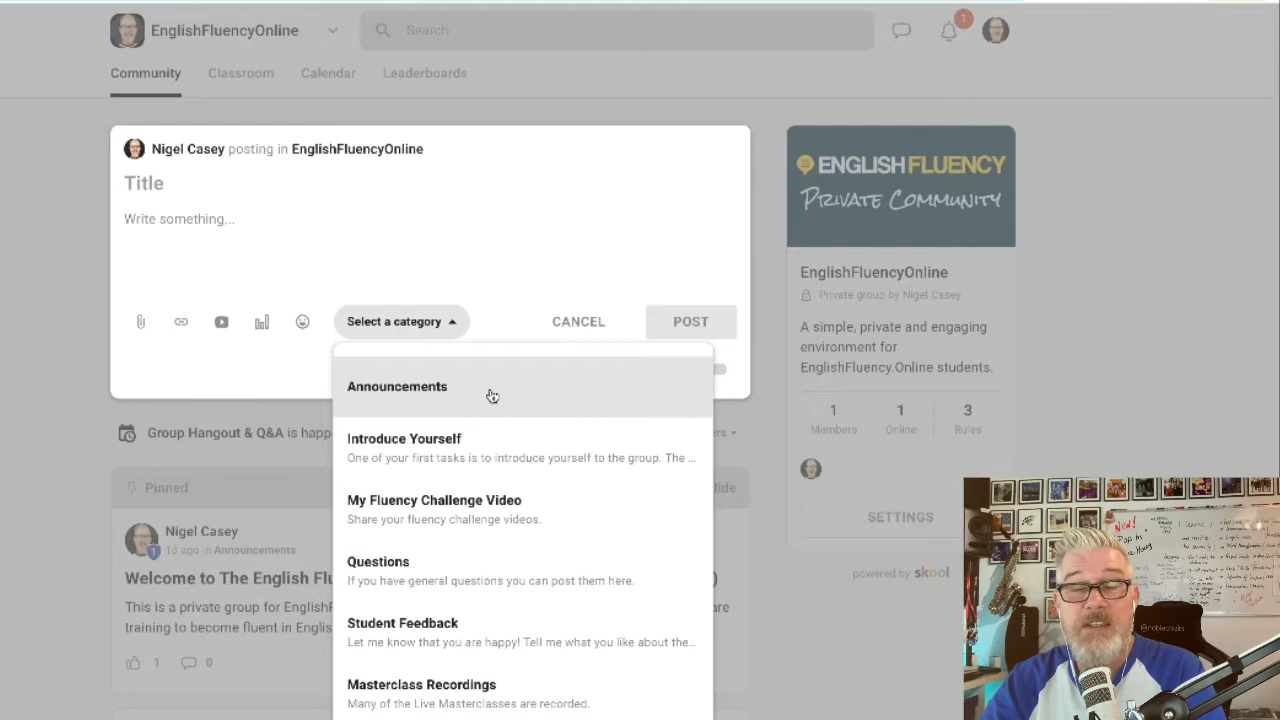 EnglishFluencyOnline
Search
1
Community
Classroom
Calendar
Leaderboards
Nigel Casey posting in EnglishFluencyOnline
Title
Write something...
Select a category
CANCEL
POST
Announcements
Introduce Yourself
One of your first tasks is to introduce yourself to the group. The ...
My Fluency Challenge Video
Share your fluency challenge videos.
Questions
If you have general questions you can post them here.
Student Feedback
Let me know that you are happy! Tell me what you like about the...
Masterclass Recordings
Many of the Live Masterclasses are recorded.
Group Hangout & Q&A is happ
Pinned
Nigel Casey
1
1d ago in Announcements
Welcome to The English Fl
This is a private group for EnglishF
training to become fluent in English
1
0
ENGLISH FLUENCY
PRIVATE COMMUNITY
EnglishFluencyOnline
Private group by Nigel Casey
A simple, private and engaging
environment for
EnglishFluency.Online students.
1
Members
1
Online
3
Rules
SETTINGS
powered by skool
noblechairs